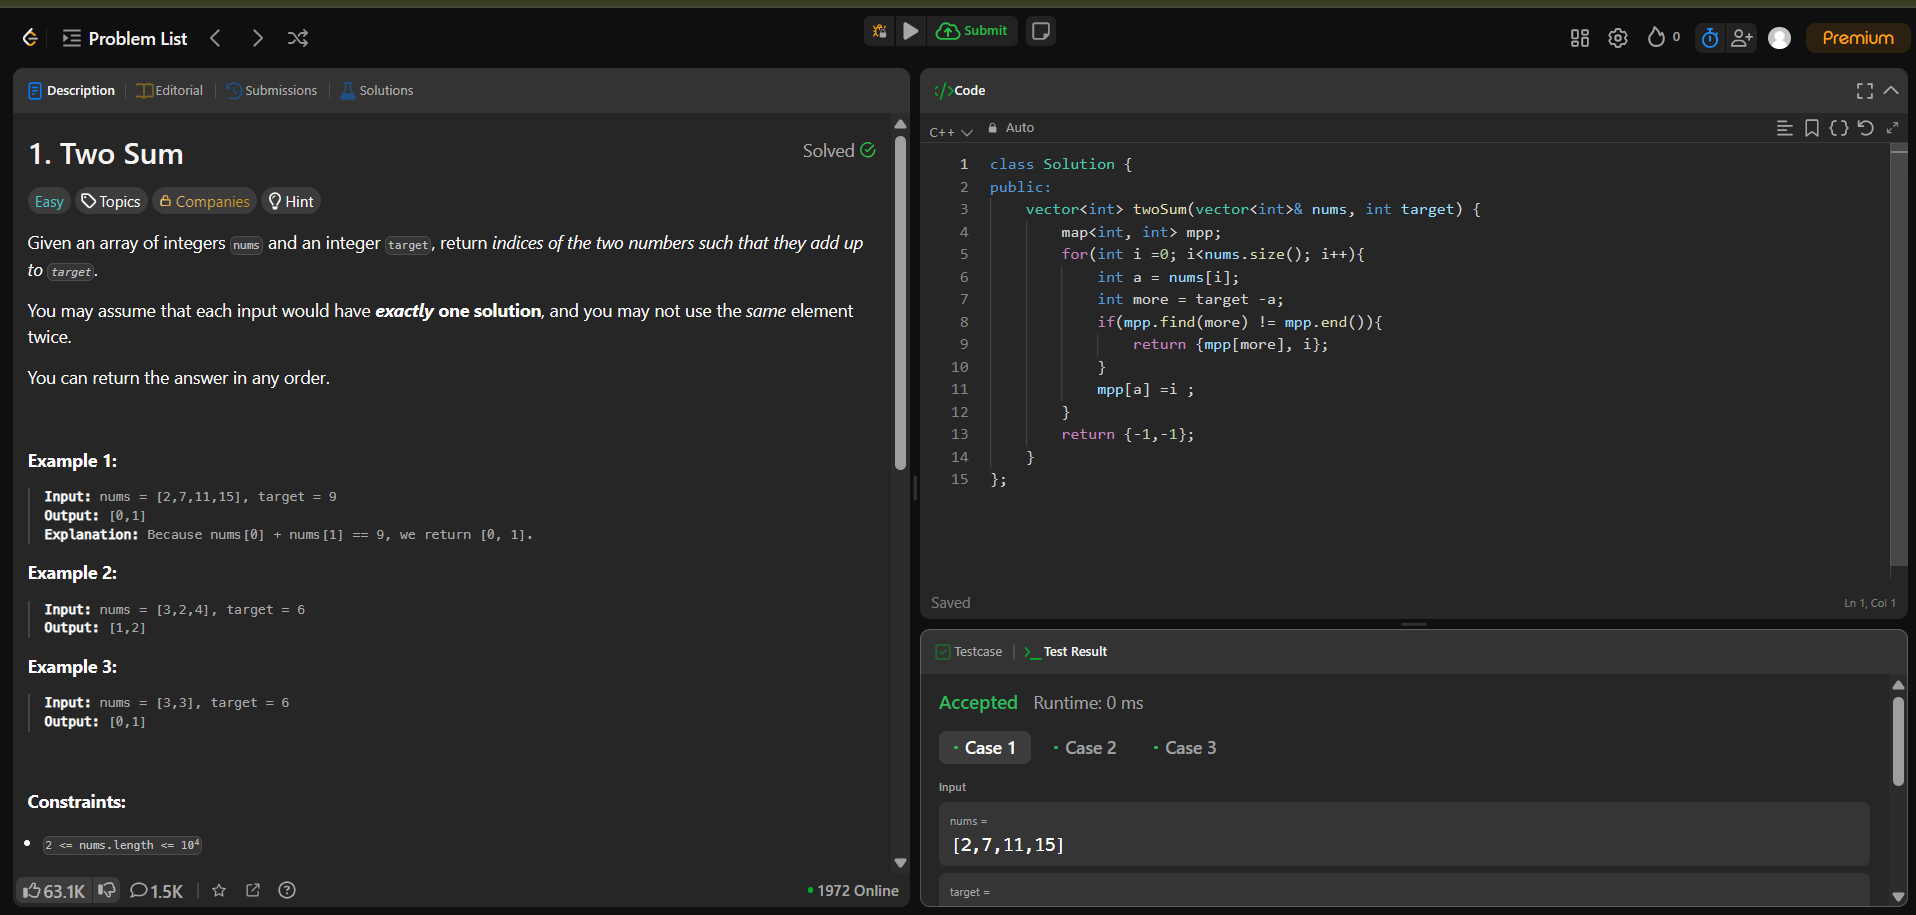 Problem List
Submit
0
Premium
Description
Editorial
Submissions
Solutions
1. Two Sum
Solved
Easy
Topics
Companies
Hint
Given an array of integers nums and an integer target, return indices of the two numbers such that they add up
to target.
You may assume that each input would have exactly one solution, and you may not use the same element
twice.
You can return the answer in any order.
Example 1:
Input: nums = [2,7,11,15], target = 9
Output: [0,1]
Explanation: Because nums[0] + nums[1] == 9, we return [0, 1].
Example 2:
Input: nums = [3,2,4], target = 6
Output: [1,2]
Example 3:
Input: nums = [3,3], target = 6
Output: [0,1]
Constraints:
• 2 <= nums.length <= 10⁴
63.1K
1.5K
1972 Online
</>Code
C++
Auto
1 class Solution {
2 public:
3     vector<int> twoSum(vector<int>& nums, int target) {
4         map<int, int> mpp;
5         for(int i =0; i<nums.size(); i++){
6             int a = nums[i];
7             int more = target -a;
8             if(mpp.find(more) != mpp.end()){
9                 return {mpp[more], i};
10             }
11             mpp[a] =i ;
12         }
13         return {-1,-1};
14     }
15 };
Saved
Ln 1, Col 1
Testcase
>_ Test Result
Accepted
Runtime: 0 ms
Case 1
Case 2
Case 3
Input
nums =
[2,7,11,15]
target =